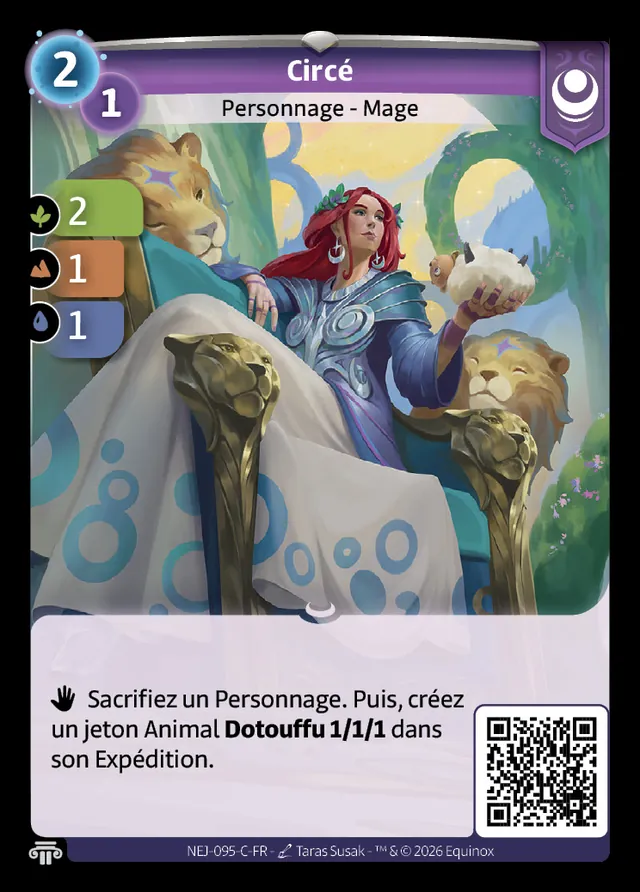 2
Circé
1
Personnage - Mage
2
1
1
Sacrifiez un Personnage. Puis, créez
un jeton Animal Dotouffu 1/1/1 dans
son Expédition.
NEJ-095-C-FR - Taras Susak - ™ & © 2026 Equinox